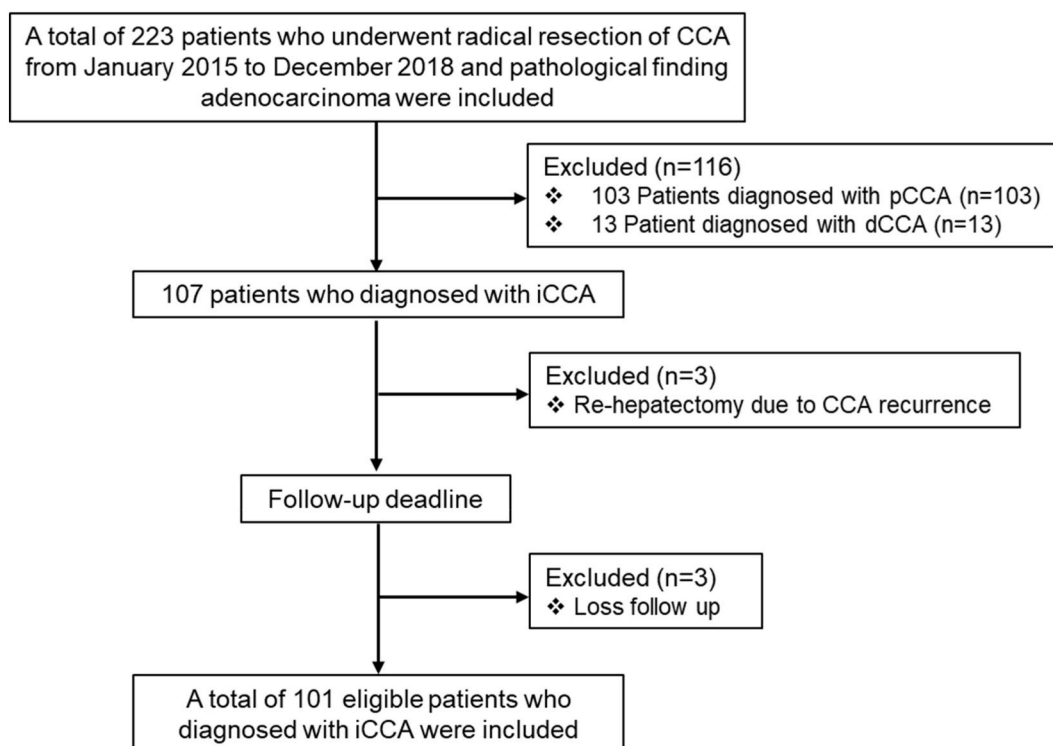 A total of 223 patients who underwent radical resection of CCA
from January 2015 to December 2018 and pathological finding
adenocarcinoma were included
Excluded (n=116)
❖ 103 Patients diagnosed with pCCA (n=103)
❖ 13 Patient diagnosed with dCCA (n=13)
107 patients who diagnosed with iCCA
Excluded (n=3)
❖ Re-hepatectomy due to CCA recurrence
Follow-up deadline
Excluded (n=3)
❖ Loss follow up
A total of 101 eligible patients who
diagnosed with iCCA were included